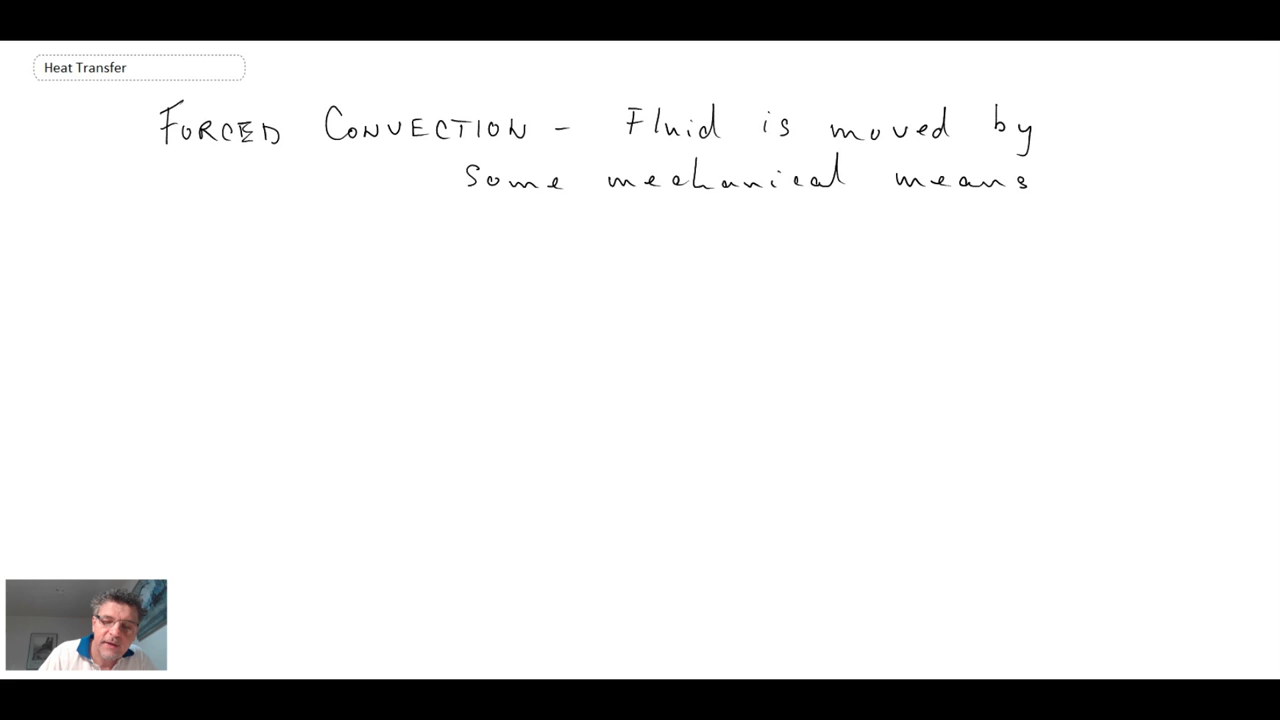 Heat Transfer
FORCED CONVECTION - Fluid is moved by
some mechanical means